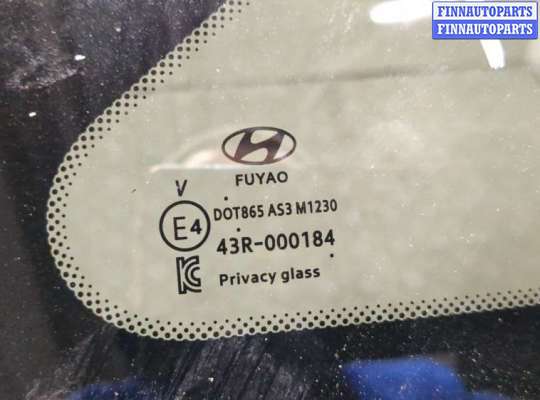 FINNAUTOPARTS
FINNAUTOPARTS
FUYAO
V
DOT865 AS3 M1230
E4
43R-000184
Privacy glass